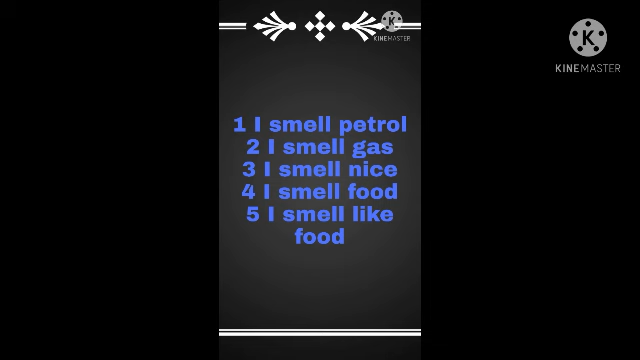 KINEMASTER
KINEMASTER
1 I smell petrol
2 I smell gas
3 I smell nice
4 I smell food
5 I smell like
food